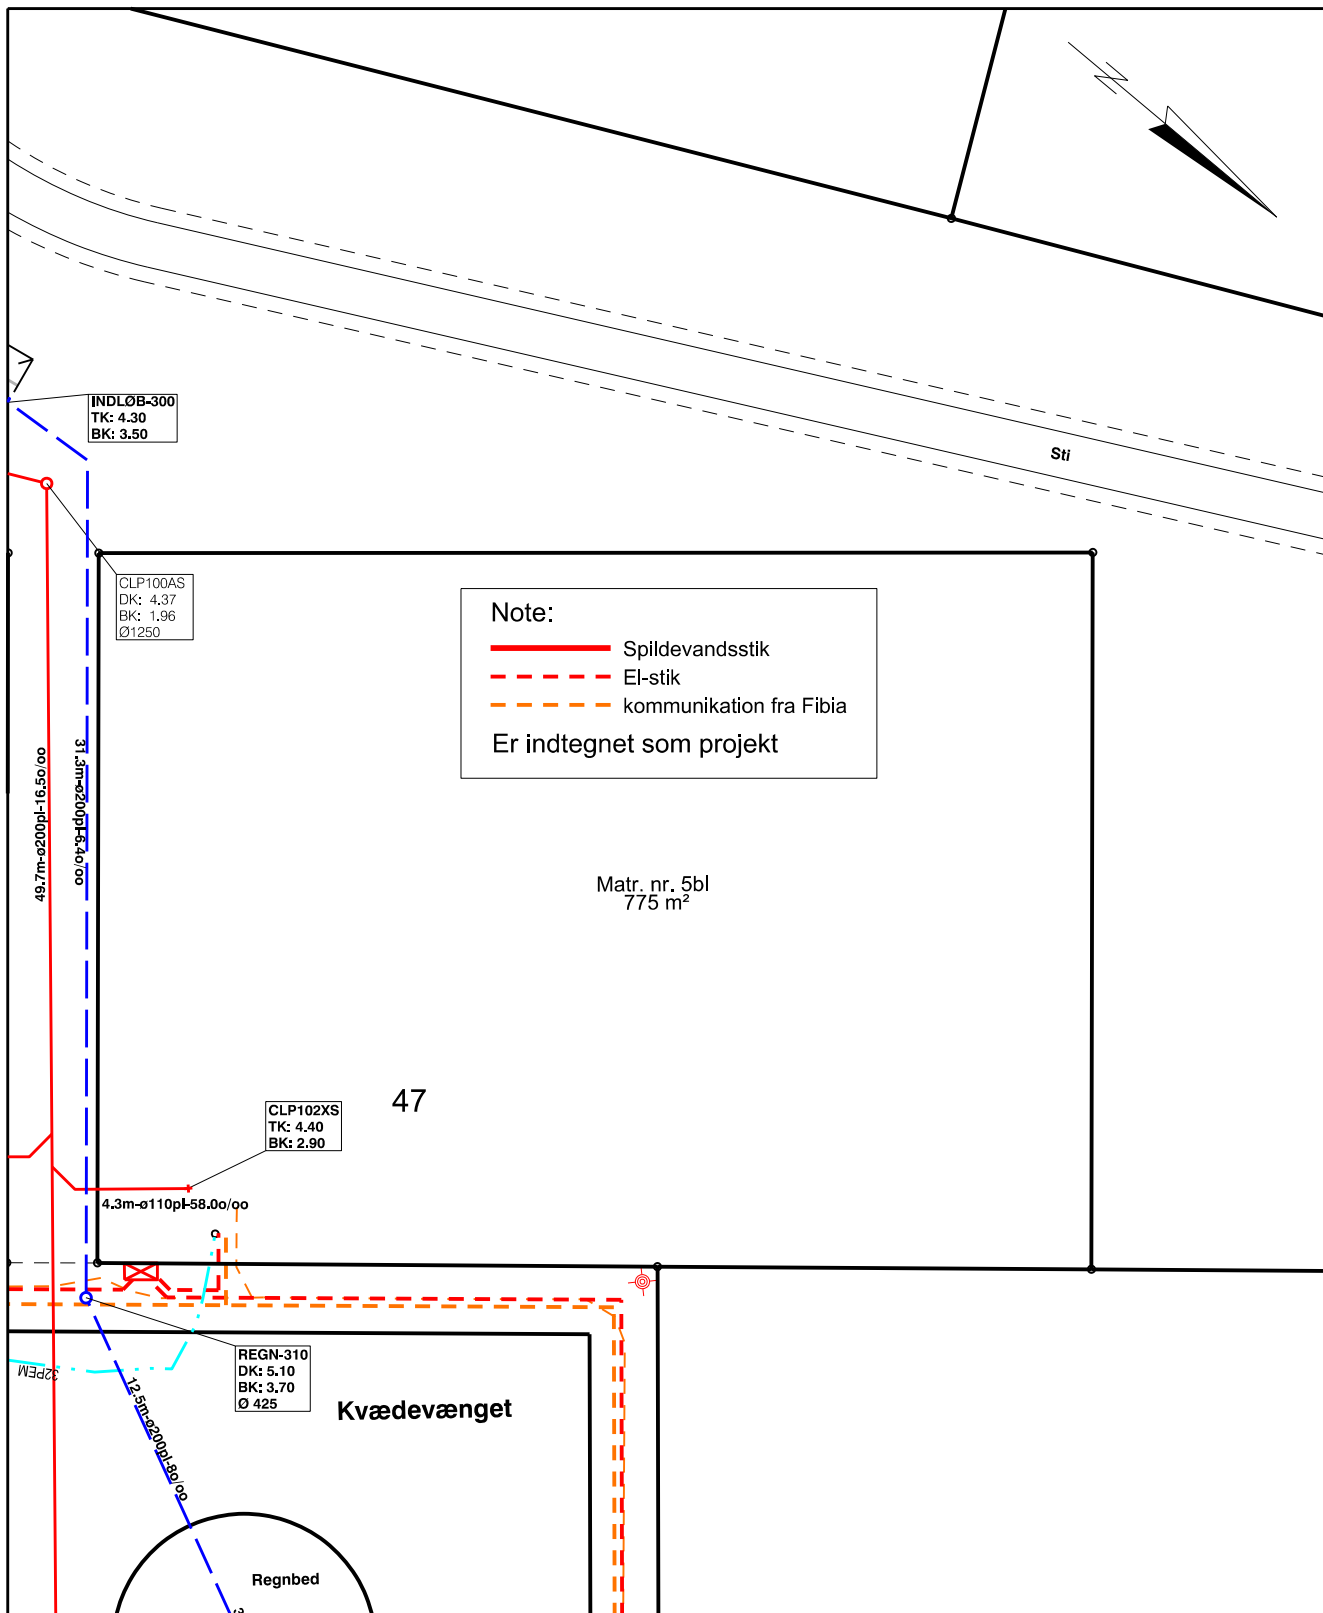 N
INDLØB-300
TK: 4.30
BK: 3.50
Sti
CLP100AS
DK: 4.37
BK: 1.96
Ø1250
Note:
Spildevandsstik
El-stik
kommunikation fra Fibia
Er indtegnet som projekt
49.7m-ø200pl-16.5o/oo
31.3m-ø200pl-6.4o/oo
Matr. nr. 5bl
775 m²
47
CLP102XS
TK: 4.40
BK: 2.90
4.3m-ø110pl-58.0o/oo
REGN-310
DK: 5.10
BK: 3.70
Ø 425
32PEM
Kvædevænget
12.5m-ø200pl-8o/oo
Regnbed